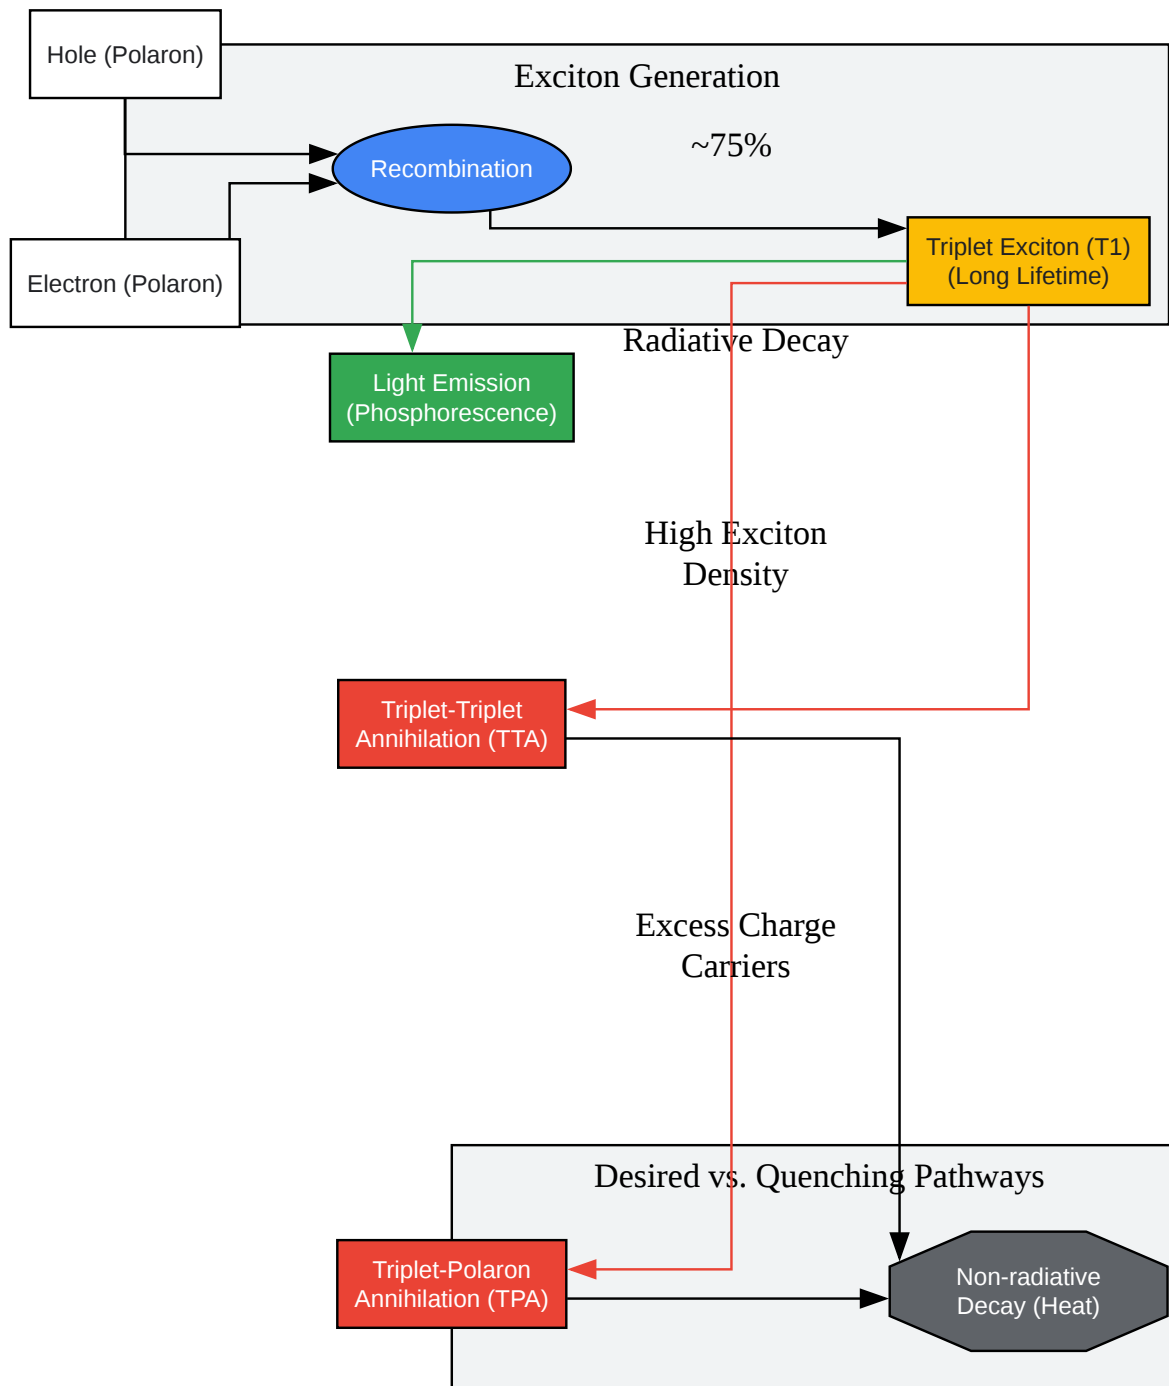 Hole (Polaron)
Exciton Generation
~75%
Recombination
Triplet Exciton (T1)
(Long Lifetime)
Electron (Polaron)
Radiative Decay
Light Emission
(Phosphorescence)
High Exciton
Density
Triplet-Triplet
Annihilation (TTA)
Excess Charge
Carriers
Desired vs. Quenching Pathways
Triplet-Polaron
Annihilation (TPA)
Non-radiative
Decay (Heat)